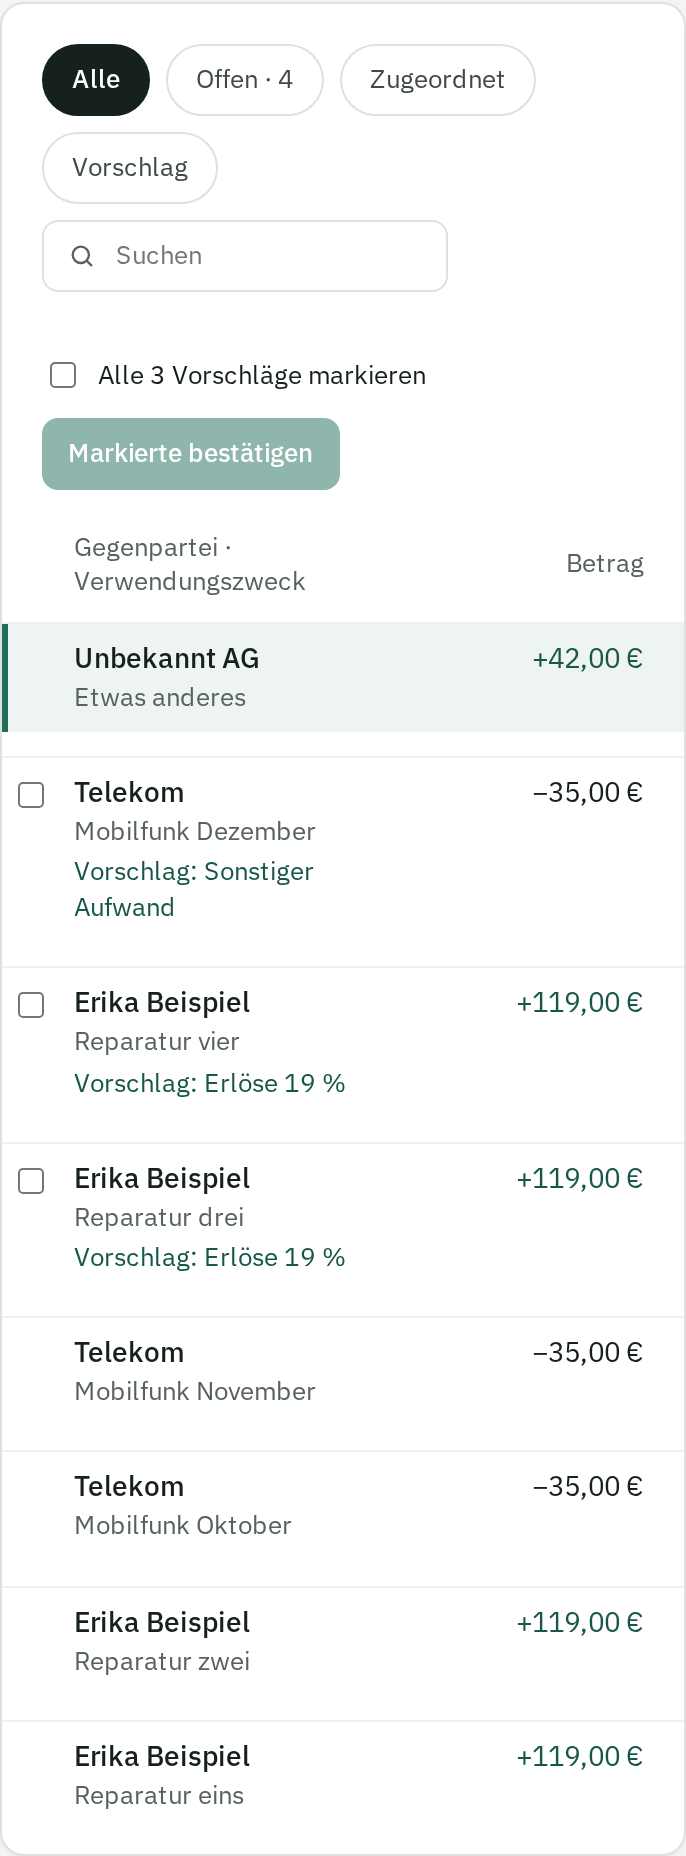 Alle
Offen · 4
Zugeordnet
Vorschlag
Suchen
Alle 3 Vorschläge markieren
Markierte bestätigen
Gegenpartei ·
Verwendungszweck
Betrag
Unbekannt AG
+42,00 €
Etwas anderes
Telekom
−35,00 €
Mobilfunk Dezember
Vorschlag: Sonstiger
Aufwand
Erika Beispiel
+119,00 €
Reparatur vier
Vorschlag: Erlöse 19 %
Erika Beispiel
+119,00 €
Reparatur drei
Vorschlag: Erlöse 19 %
Telekom
−35,00 €
Mobilfunk November
Telekom
−35,00 €
Mobilfunk Oktober
Erika Beispiel
+119,00 €
Reparatur zwei
Erika Beispiel
+119,00 €
Reparatur eins